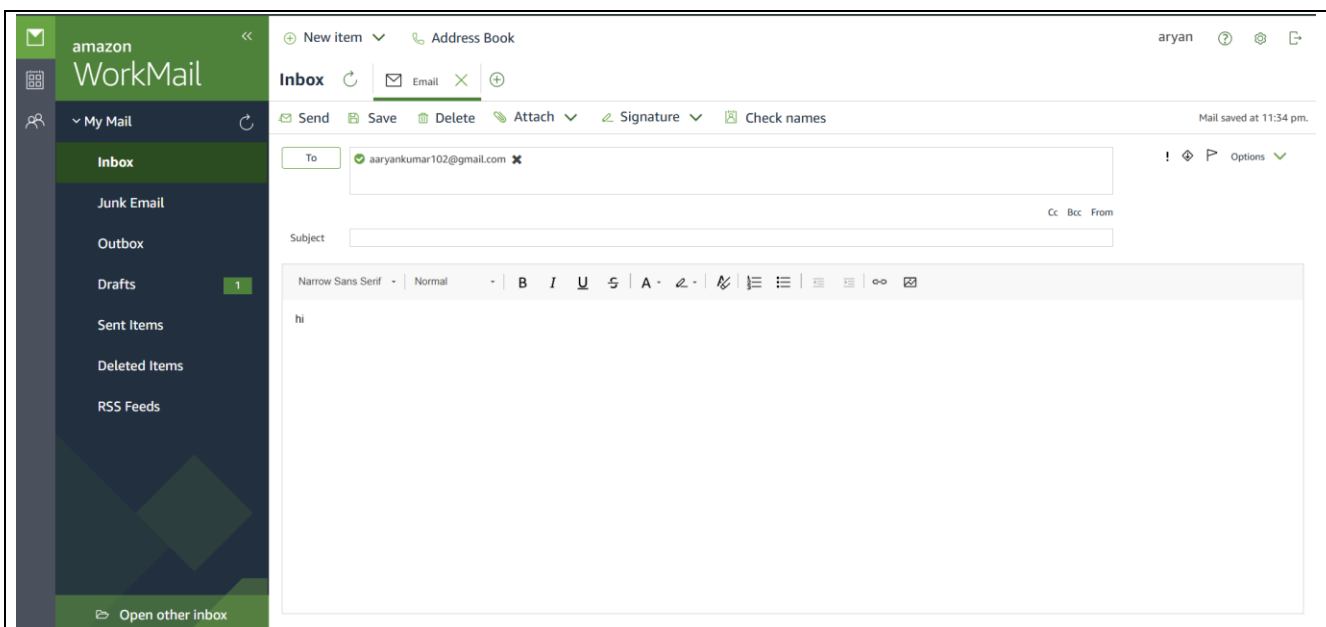 amazon
WorkMail
My Mail
Inbox
Junk Email
Outbox
Drafts 1
Sent Items
Deleted Items
RSS Feeds
Open other inbox
New item Address Book aryan
Inbox Email
Send Save Delete Attach Signature Check names Mail saved at 11:34 pm.
To aaryankumar102@gmail.com ! Options
Cc Bcc From
Subject
Narrow Sans Serif Normal B I U S A
hi